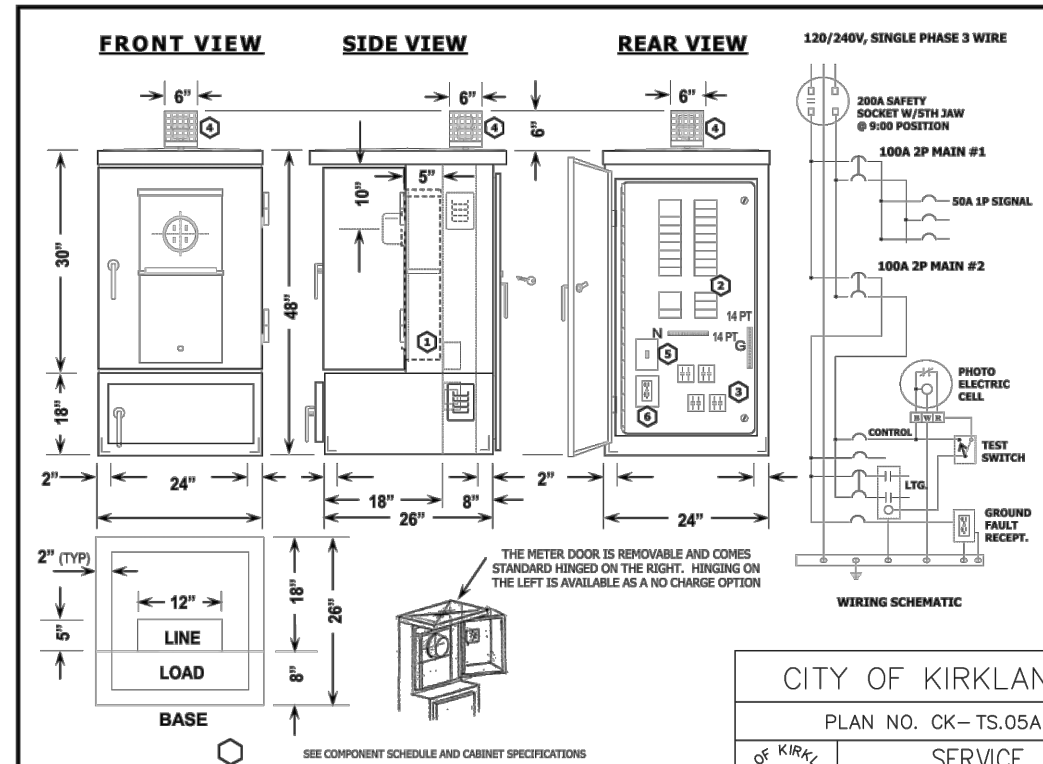 FRONT VIEW
SIDE VIEW
REAR VIEW
120/240V, SINGLE PHASE 3 WIRE
6”
6”
6”
6”
4
4
4
200A SAFETY
SOCKET W/5TH JAW
@ 9:00 POSITION
100A 2P MAIN #1
50A 1P SIGNAL
100A 2P MAIN #2
5”
10”
30”
48”
18”
1
2
14 PT
N
14 PT
G
5
3
6
PHOTO
ELECTRIC
CELL
B W R
CONTROL
TEST
SWITCH
LTG.
GROUND
FAULT
RECEPT.
2”
24”
18”
8”
26”
2”
24”
2” (TYP)
12”
5”
18”
26”
8”
LINE
LOAD
BASE
THE METER DOOR IS REMOVABLE AND COMES
STANDARD HINGED ON THE RIGHT. HINGING ON
THE LEFT IS AVAILABLE AS A NO CHARGE OPTION
WIRING SCHEMATIC
SEE COMPONENT SCHEDULE AND CABINET SPECIFICATIONS
CITY OF KIRKLAN
PLAN NO. CK-TS.05A
OF KIRKL
SERVICE